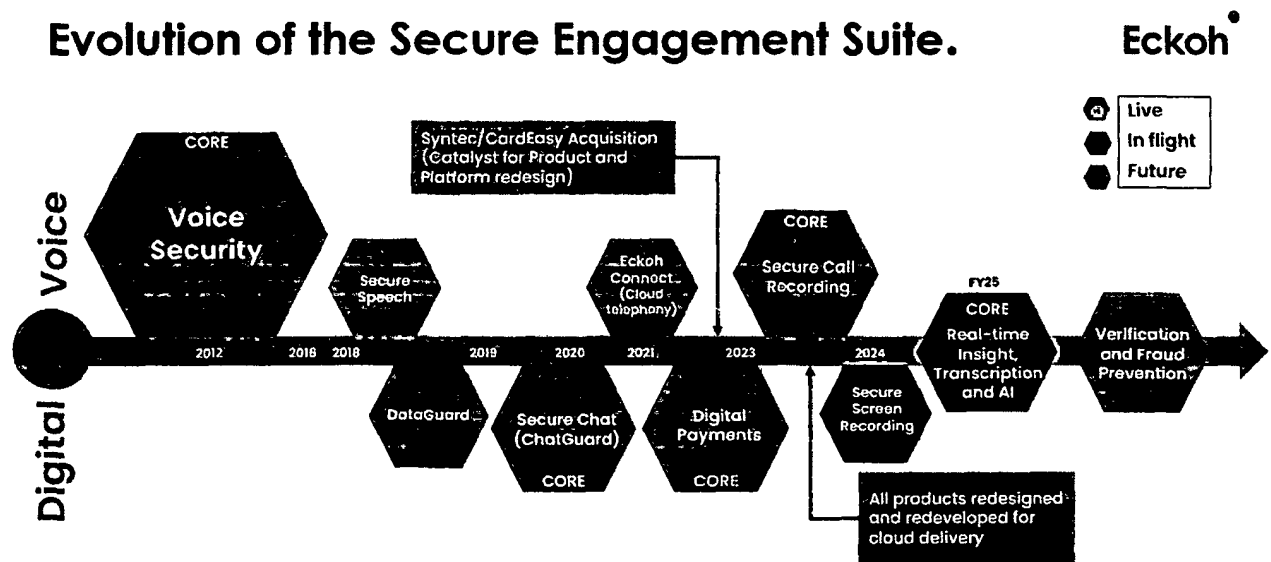 Evolution of the Secure Engagement Suite.
Eckoh
Live
In flight
Future
Voice
Digital
CORE
Voice
Security
Secure
Speech
Syntec/CardEasy Acquisition
(Catalyst for Product and
Platform redesign)
Eckoh
Connect
(Cloud
telephony)
CORE
Secure Call
Recording
FY25
CORE
Real-time
Insight,
Transcription
and AI
Verification
and Fraud
Prevention
2012
2016
2018
2019
2020
2021
2023
2024
DataGuard
Secure Chat
(ChatGuard)
CORE
Digital
Payments
CORE
Secure
Screen
Recording
All products redesigned
and redeveloped for
cloud delivery